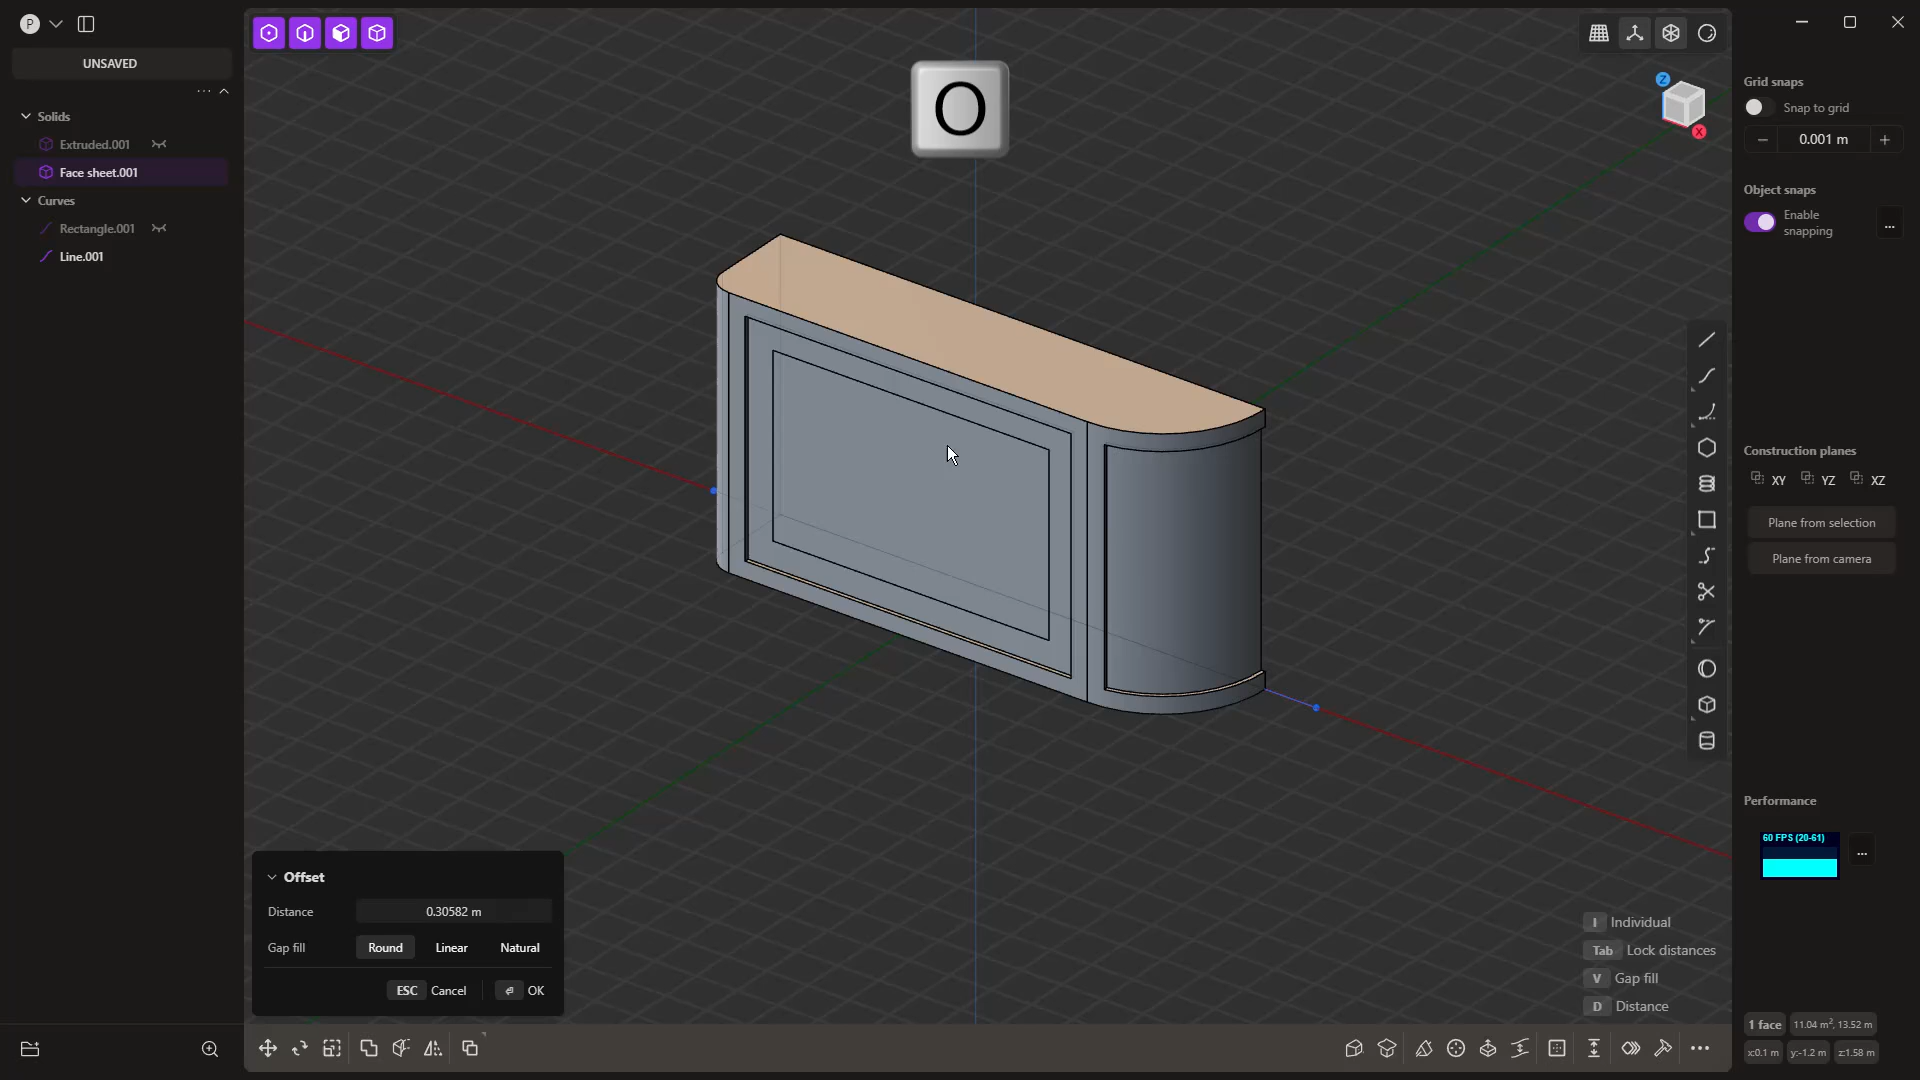 P
UNSAVED
Solids
Extruded.001
Face sheet.001
Curves
Rectangle.001
Line.001
O
Z
X
Grid snaps
Snap to grid
0.001 m
Object snaps
Enable
snapping
Construction planes
XY YZ XZ
Plane from selection
Plane from camera
Performance
60 FPS (20-61)
Offset
Distance 0.30582 m
Gap fill Round Linear Natural
ESC Cancel OK
I Individual
Tab Lock distances
V Gap fill
D Distance
1 face 11.04 m², 13.52 m
x:0.1 m y:-1.2 m z:1.58 m